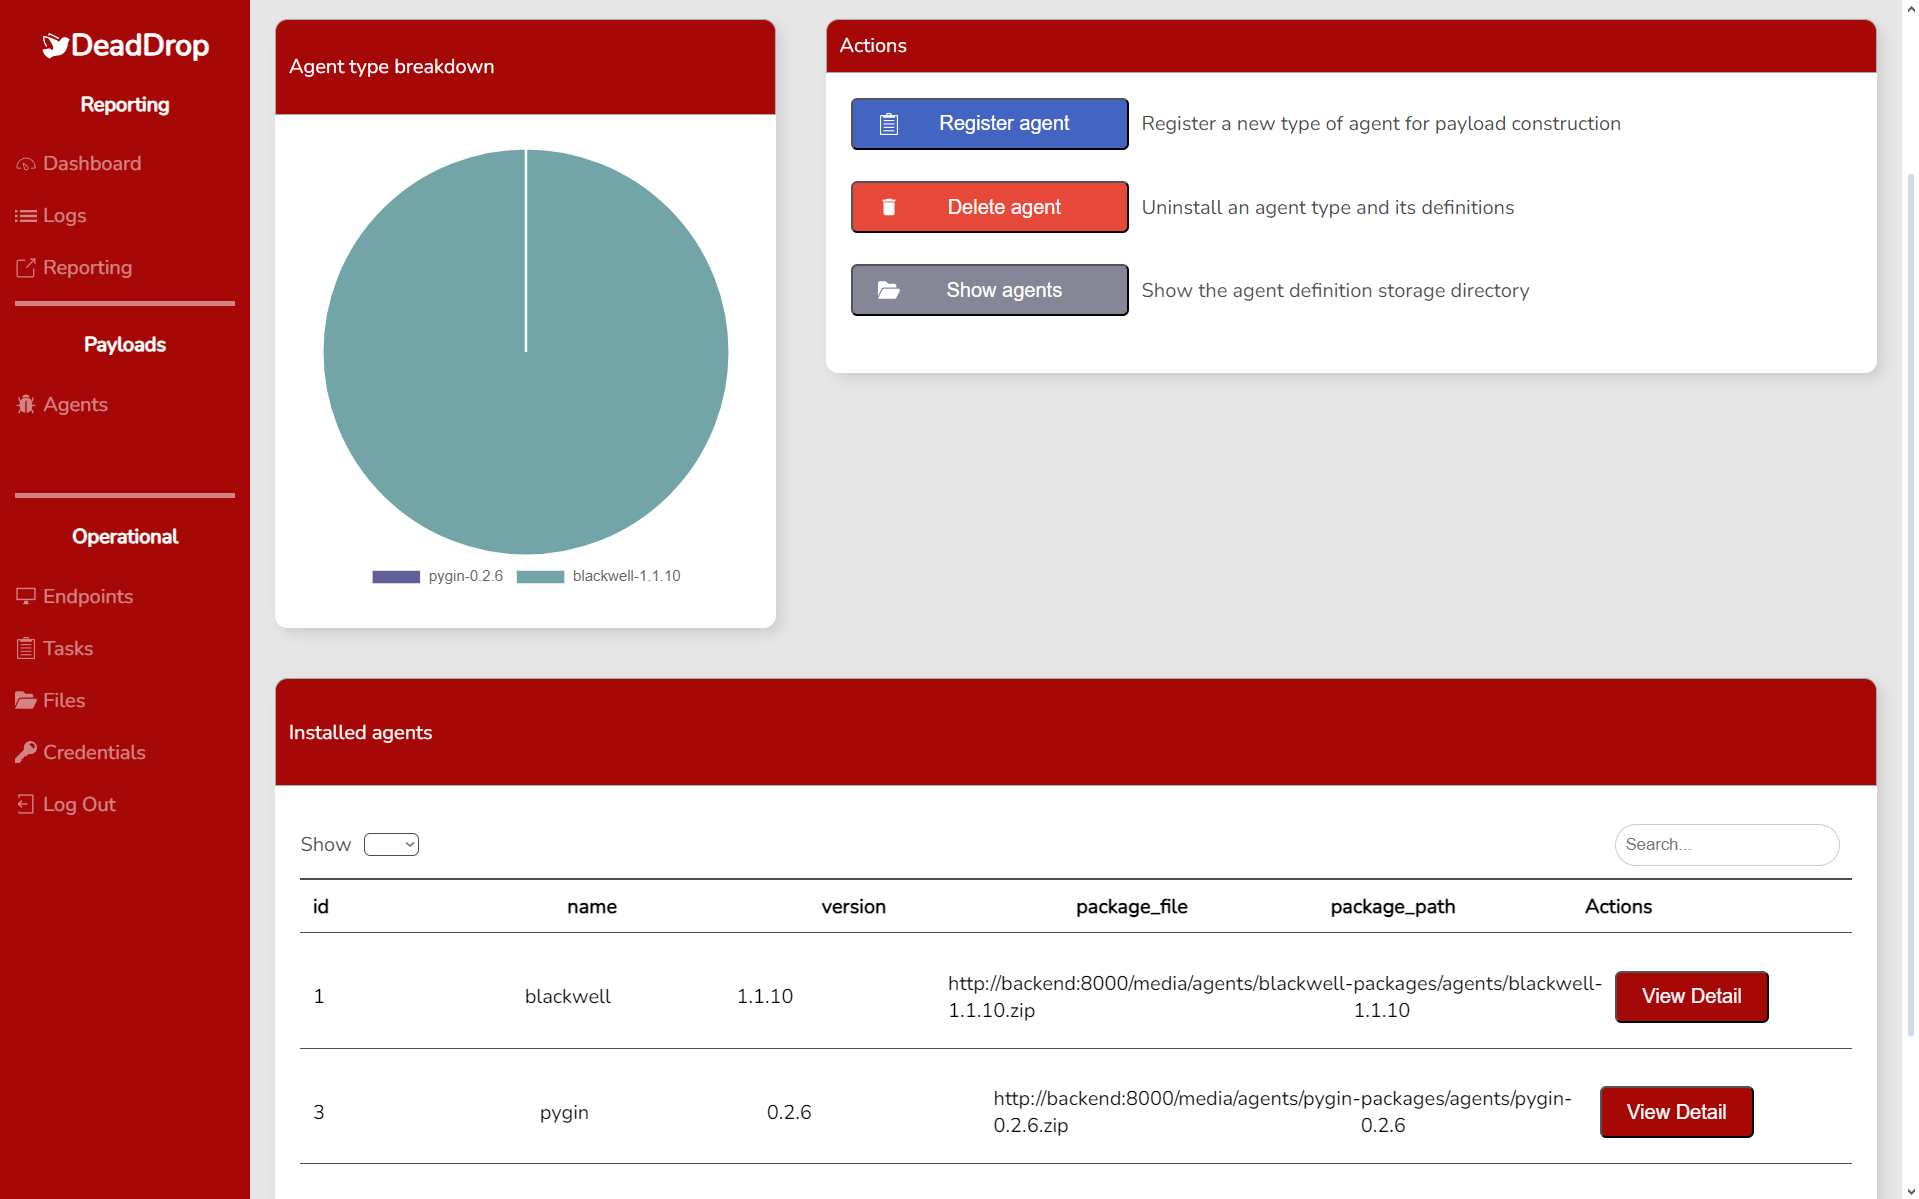 DeadDrop
Reporting
Dashboard
Logs
Reporting
Payloads
Agents
Operational
Endpoints
Tasks
Files
Credentials
Log Out
Agent type breakdown
pygin-0.2.6 blackwell-1.1.10
Actions
Register agent Register a new type of agent for payload construction
Delete agent Uninstall an agent type and its definitions
Show agents Show the agent definition storage directory
Installed agents
Show Search...
id name version package_file package_path Actions
1 blackwell 1.1.10 http://backend:8000/media/agents/blackwell-packages/agents/blackwell- View Detail
1.1.10.zip 1.1.10
3 pygin 0.2.6 http://backend:8000/media/agents/pygin-packages/agents/pygin- View Detail
0.2.6.zip 0.2.6